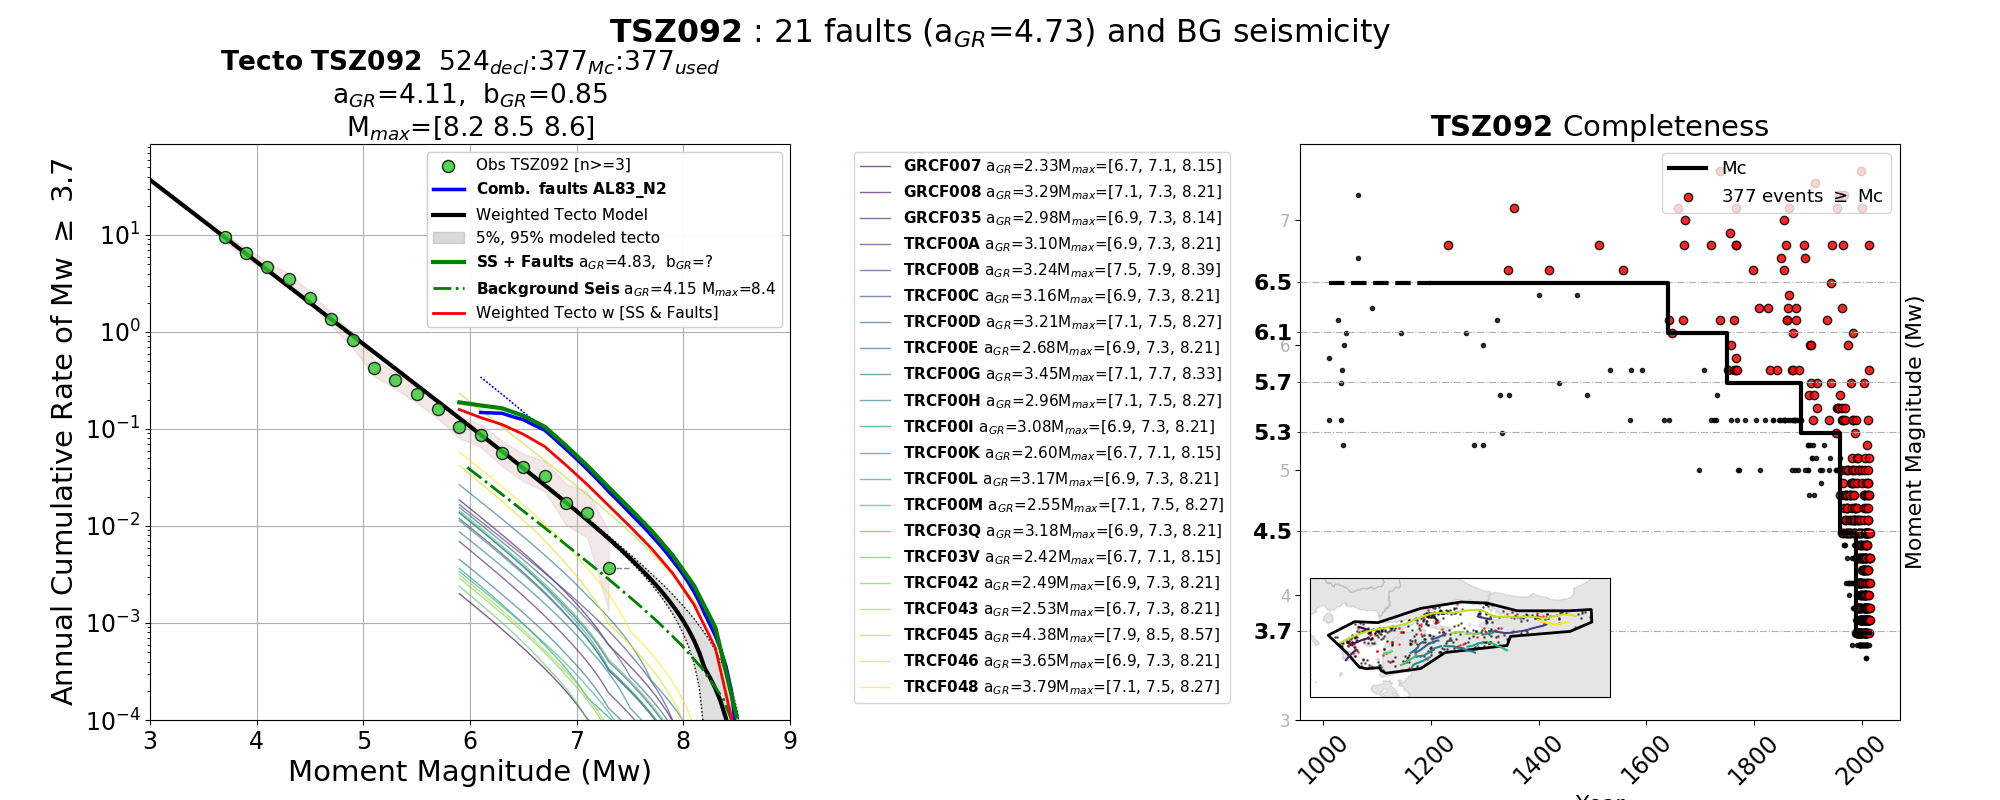 TSZ092 : 21 faults (aGR=4.73) and BG seismicity
Tecto TSZ092 524decl:377Mc:377used
aGR=4.11, bGR=0.85
Mmax=[8.2 8.5 8.6]
Annual Cumulative Rate of Mw ≥ 3.7
10^1
10^0
10^−1
10^−2
10^−3
10^−4
3 4 5 6 7 8 9
Moment Magnitude (Mw)
Obs TSZ092 [n>=3]
Comb. faults AL83_N2
Weighted Tecto Model
5%, 95% modeled tecto
SS + Faults aGR=4.83, bGR=?
Background Seis aGR=4.15 Mmax=8.4
Weighted Tecto w [SS & Faults]
GRCF007 aGR=2.33Mmax=[6.7, 7.1, 8.15]
GRCF008 aGR=3.29Mmax=[7.1, 7.3, 8.21]
GRCF035 aGR=2.98Mmax=[6.9, 7.3, 8.14]
TRCF00A aGR=3.10Mmax=[6.9, 7.3, 8.21]
TRCF00B aGR=3.24Mmax=[7.5, 7.9, 8.39]
TRCF00C aGR=3.16Mmax=[6.9, 7.3, 8.21]
TRCF00D aGR=3.21Mmax=[7.1, 7.5, 8.27]
TRCF00E aGR=2.68Mmax=[6.9, 7.3, 8.21]
TRCF00G aGR=3.45Mmax=[7.1, 7.7, 8.33]
TRCF00H aGR=2.96Mmax=[7.1, 7.5, 8.27]
TRCF00I aGR=3.08Mmax=[6.9, 7.3, 8.21]
TRCF00K aGR=2.60Mmax=[6.7, 7.1, 8.15]
TRCF00L aGR=3.17Mmax=[6.9, 7.3, 8.21]
TRCF00M aGR=2.55Mmax=[7.1, 7.5, 8.27]
TRCF03Q aGR=3.18Mmax=[6.9, 7.3, 8.21]
TRCF03V aGR=2.42Mmax=[6.7, 7.1, 8.15]
TRCF042 aGR=2.49Mmax=[6.9, 7.3, 8.21]
TRCF043 aGR=2.53Mmax=[6.7, 7.3, 8.21]
TRCF045 aGR=4.38Mmax=[7.9, 8.5, 8.57]
TRCF046 aGR=3.65Mmax=[6.9, 7.3, 8.21]
TRCF048 aGR=3.79Mmax=[7.1, 7.5, 8.27]
TSZ092 Completeness
Mc
377 events ≥ Mc
7
6.5
6.1
6
5.7
5.3
5
4.5
4
3.7
3
1000 1200 1400 1600 1800 2000
Moment Magnitude (Mw)